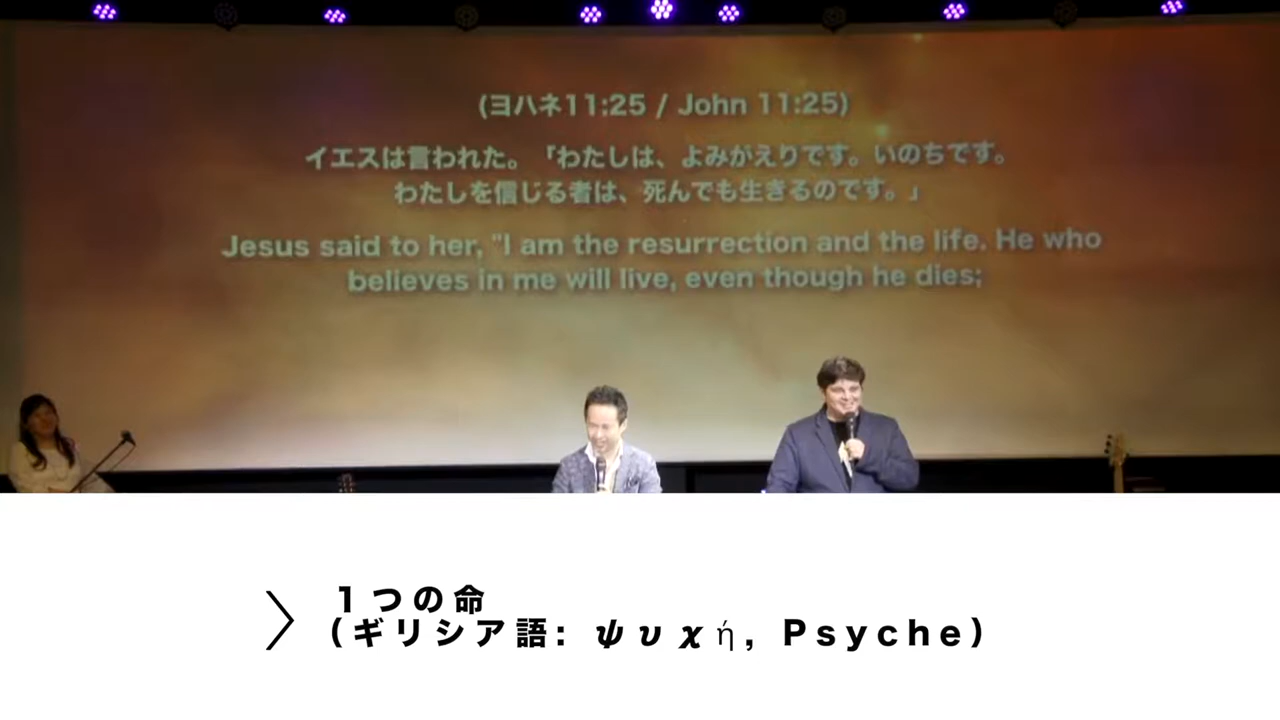 (ヨハネ11:25 / John 11:25)
イエスは言われた。「わたしは、よみがえりです。いのちです。
わたしを信じる者は、死んでも生きるのです。」
Jesus said to her, "I am the resurrection and the life. He who
believes in me will live, even though he dies;
〉
1つの命
(ギリシア語: ψυχή, Psyche)